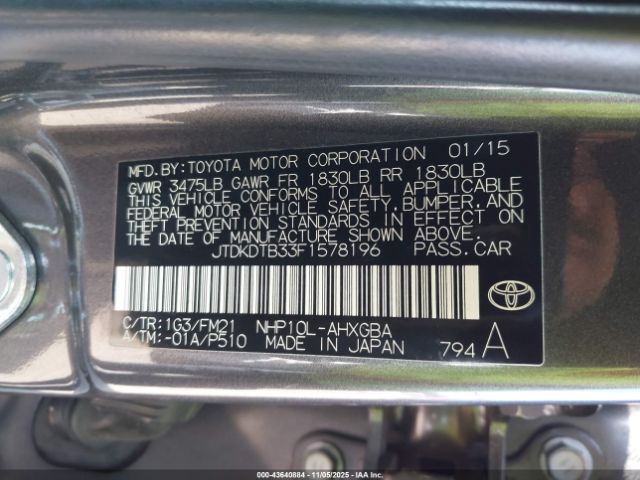 MFD. BY: TOYOTA MOTOR CORPORATION 01/15
GVWR 3475LB GAWR FR 1830LB RR 1830LB
THIS VEHICLE CONFORMS TO ALL APPLICABLE
FEDERAL MOTOR VEHICLE SAFETY, BUMPER, AND
THEFT PREVENTION STANDARDS IN EFFECT ON
THE DATE OF MANUFACTURE SHOWN ABOVE.
JTDKDTB33F1578196 PASS. CAR
C/TR: 1G3/FM21 NHP10L-AHXGBA
A/TM: -01A/P510 MADE IN JAPAN 794 A
000-43640884 - 11/05/2025 - IAA Inc.